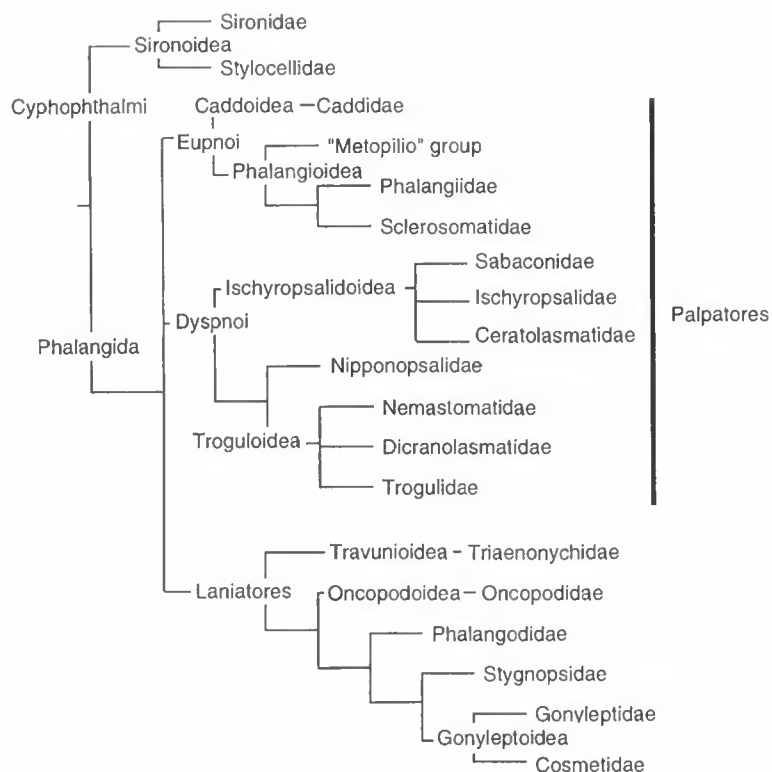 Sironidae
Sironoidea
Stylocellidae
Cyphophthalmi
Caddoidea – Caddidae
Eupnoi
"Metopilio" group
Phalangioidea
Phalangiidae
Sclerosomatidae
Sabaconidae
Ischyropsalidoidea
Ischyropsalidae
Palpatores
Dyspnoi
Ceratolasmatidae
Phalangida
Nipponopsalidae
Nemastomatidae
Troguloidea
Dicranolasmatidae
Trogulidae
Travunioidea – Triaenonychidae
Laniatores
Oncopodoidea – Oncopodidae
Phalangodidae
Stygnopsidae
Gonyleptidae
Gonyleptoidea
Cosmetidae